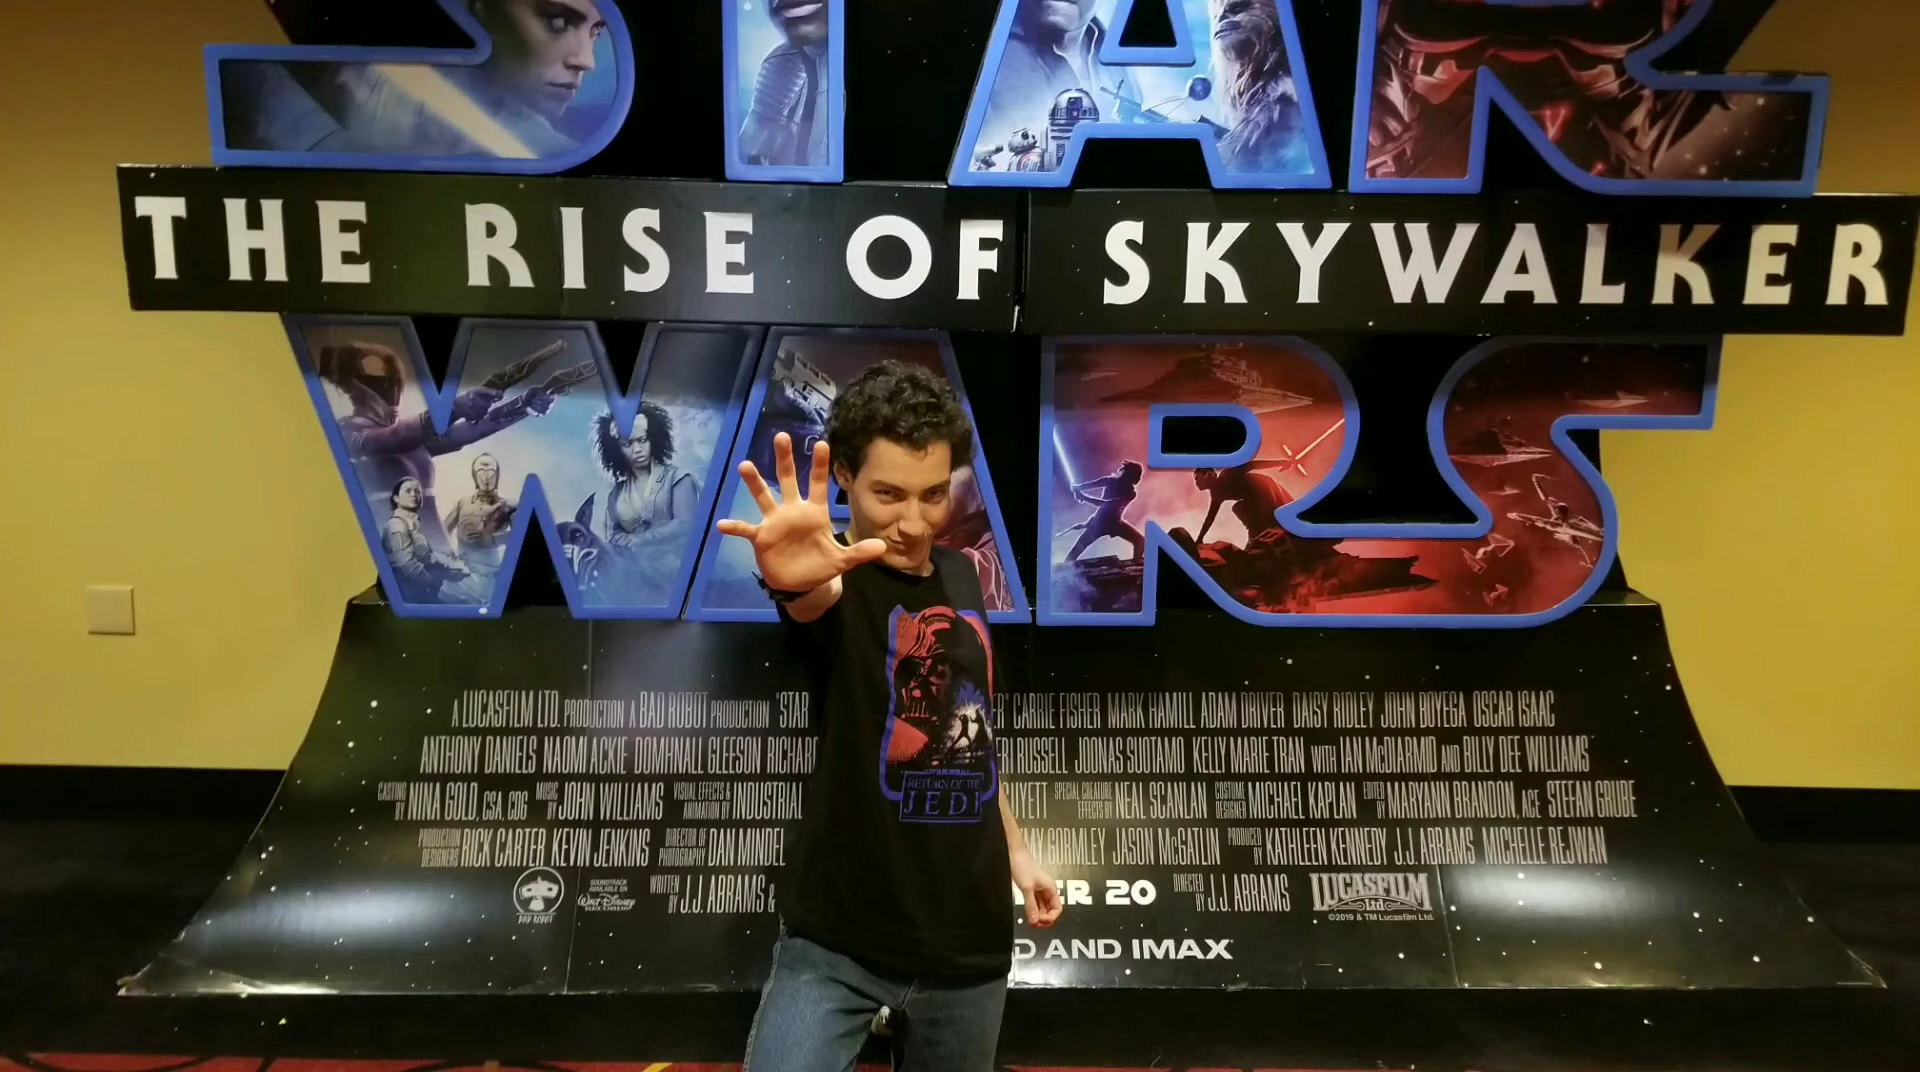 STAR
THE RISE OF SKYWALKER
WARS
A LUCASFILM LTD. PRODUCTION A BAD ROBOT PRODUCTION "STAR ER" CARRIE FISHER MARK HAMILL ADAM DRIVER DAISY RIDLEY JOHN BOYEGA OSCAR ISAAC
ANTHONY DANIELS NAOMI ACKIE DOMHNALL GLEESON RICHARD ERI RUSSELL JOONAS SUOTAMO KELLY MARIE TRAN WITH IAN McDIARMID AND BILLY DEE WILLIAMS
CASTING BY NINA GOLD, CSA, CDG MUSIC BY JOHN WILLIAMS VISUAL EFFECTS & ANIMATION BY INDUSTRIAL UYETT SPECIAL CREATURE EFFECTS BY NEAL SCANLAN COSTUME DESIGNER MICHAEL KAPLAN EDITED BY MARYANN BRANDON, ACE STEFAN GRUBE
PRODUCTION DESIGNERS RICK CARTER KEVIN JENKINS DIRECTOR OF PHOTOGRAPHY DAN MINDEL MY GORMLEY JASON McGATLIN PRODUCED BY KATHLEEN KENNEDY J.J. ABRAMS MICHELLE REJWAN
BAD ROBOT SOUNDTRACK AVAILABLE ON WALT DISNEY RECORDS WRITTEN BY J.J. ABRAMS & ER 20 DIRECTED BY J.J. ABRAMS LUCASFILM Ltd
©2019 & TM Lucasfilm Ltd.
D AND IMAX
RETURN OF THE
JEDI